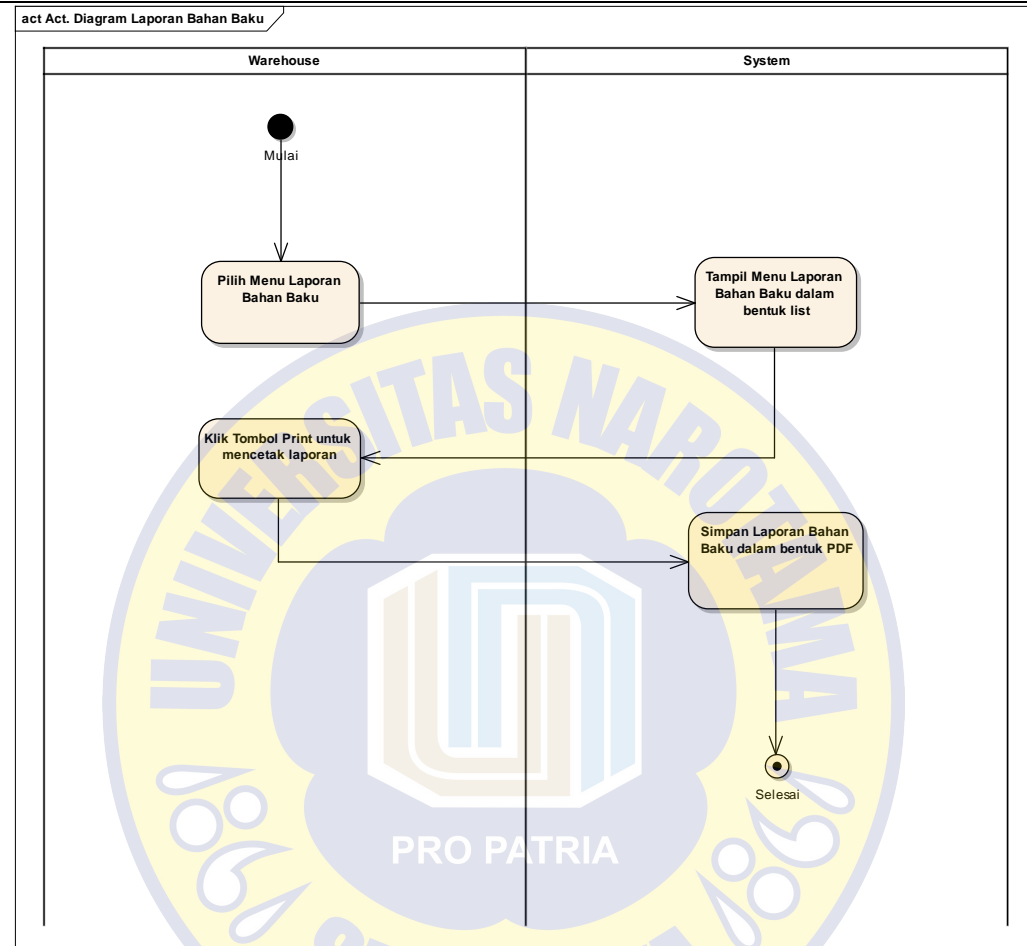 act Act. Diagram Laporan Bahan Baku
Warehouse
System
Mulai
Pilih Menu Laporan
Bahan Baku
Tampil Menu Laporan
Bahan Baku dalam
bentuk list
Klik Tombol Print untuk
mencetak laporan
Simpan Laporan Bahan
Baku dalam bentuk PDF
Selesai
UNIVERSITAS NAROTAMA
PRO PATRIA